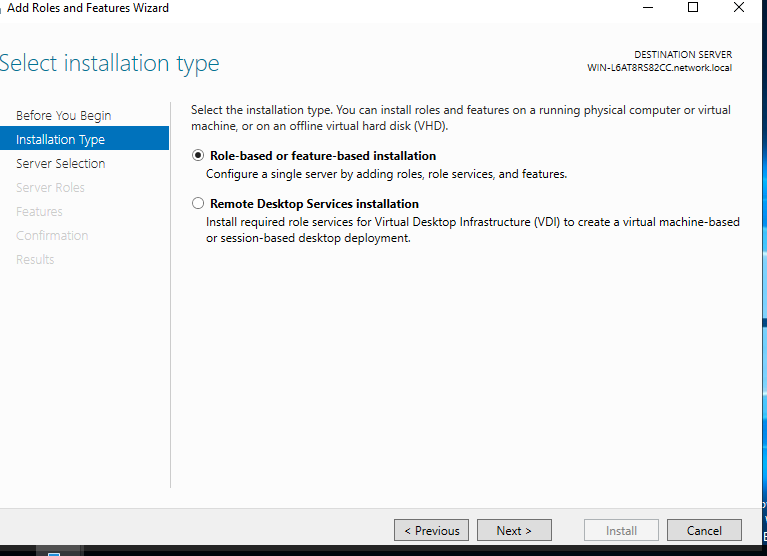 Add Roles and Features Wizard
Select installation type
DESTINATION SERVER
WIN-L6AT8RS82CC.network.local
Before You Begin
Installation Type
Server Selection
Server Roles
Features
Confirmation
Results
Select the installation type. You can install roles and features on a running physical computer or virtual
machine, or on an offline virtual hard disk (VHD).
Role-based or feature-based installation
Configure a single server by adding roles, role services, and features.
Remote Desktop Services installation
Install required role services for Virtual Desktop Infrastructure (VDI) to create a virtual machine-based
or session-based desktop deployment.
< Previous
Next >
Install
Cancel